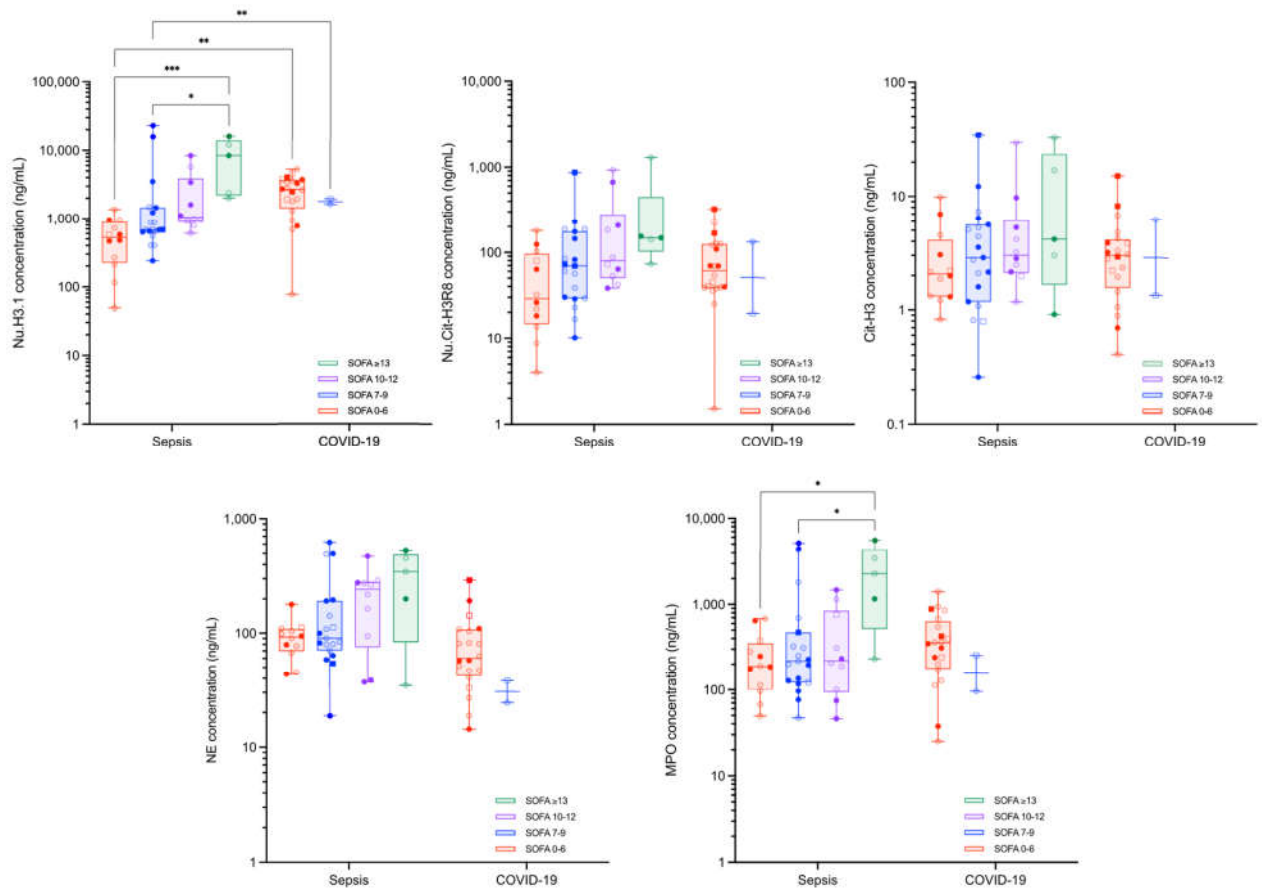 **
**
***
*
Nu.H3.1 concentration (ng/mL)
100,000
10,000
1,000
100
10
1
SOFA ≥13
SOFA 10-12
SOFA 7-9
SOFA 0-6
Sepsis
COVID-19
Nu.Cit-H3R8 concentration (ng/mL)
10,000
1,000
100
10
1
SOFA ≥13
SOFA 10-12
SOFA 7-9
SOFA 0-6
Sepsis
COVID-19
Cit-H3 concentration (ng/mL)
100
10
1
0.1
SOFA ≥13
SOFA 10-12
SOFA 7-9
SOFA 0-6
Sepsis
COVID-19
NE concentration (ng/mL)
1,000
100
10
1
SOFA ≥13
SOFA 10-12
SOFA 7-9
SOFA 0-6
Sepsis
COVID-19
*
*
MPO concentration (ng/mL)
10,000
1,000
100
10
1
SOFA ≥13
SOFA 10-12
SOFA 7-9
SOFA 0-6
Sepsis
COVID-19